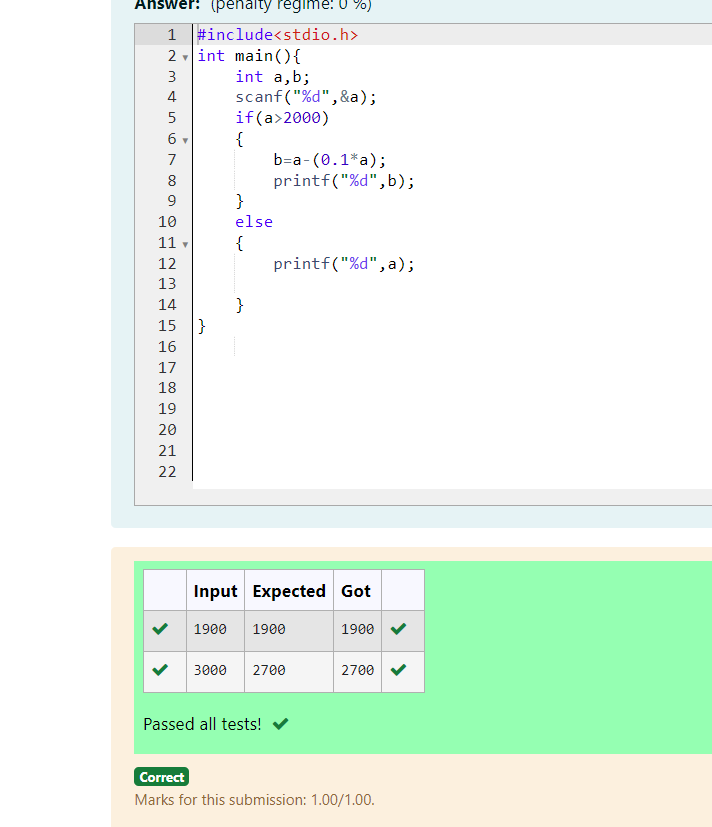 Answer: (penalty regime: 0 %)
1 #include<stdio.h>
2 int main(){
3     int a,b;
4     scanf("%d",&a);
5     if(a>2000)
6     {
7         b=a-(0.1*a);
8         printf("%d",b);
9     }
10     else
11     {
12         printf("%d",a);
13
14     }
15 }
16
17
18
19
20
21
22
Input Expected Got
1900 1900 1900
3000 2700 2700
Passed all tests!
Correct
Marks for this submission: 1.00/1.00.